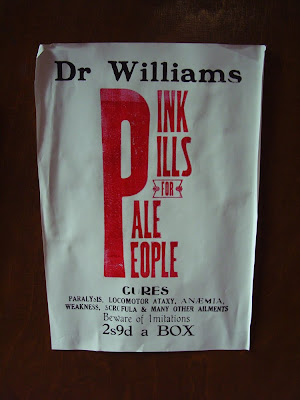 Dr Williams
PINK
PILLS
FOR
PALE
PEOPLE
CURES
PARALYSIS, LOCOMOTOR ATAXY, ANÆMIA,
WEAKNESS, SCROFULA & MANY OTHER AILMENTS
Beware of Imitations
2s9d a BOX